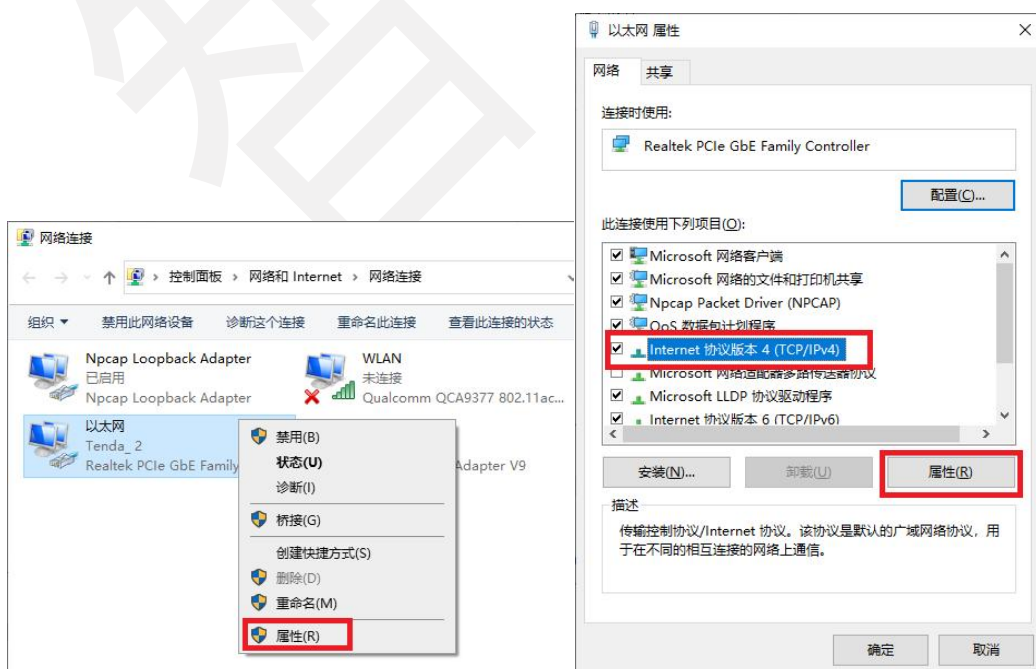 网络连接
控制面板 › 网络和 Internet › 网络连接
组织 禁用此网络设备 诊断这个连接 重命名此连接 查看此连接的状态
Npcap Loopback Adapter
已启用
Npcap Loopback Adapter
WLAN
未连接
Qualcomm QCA9377 802.11ac...
以太网
Tenda_ 2
Realtek PCIe GbE Family
Adapter V9
禁用(B)
状态(U)
诊断(I)
桥接(G)
创建快捷方式(S)
删除(D)
重命名(M)
属性(R)
以太网 属性
网络 共享
连接时使用:
Realtek PCIe GbE Family Controller
配置(C)...
此连接使用下列项目(O):
Microsoft 网络客户端
Microsoft 网络的文件和打印机共享
Npcap Packet Driver (NPCAP)
QoS 数据包计划程序
Internet 协议版本 4 (TCP/IPv4)
Microsoft 网络适配器多路传送器协议
Microsoft LLDP 协议驱动程序
Internet 协议版本 6 (TCP/IPv6)
安装(N)... 卸载(U) 属性(R)
描述
传输控制协议/Internet 协议。该协议是默认的广域网络协议，用
于在不同的相互连接的网络上通信。
确定 取消